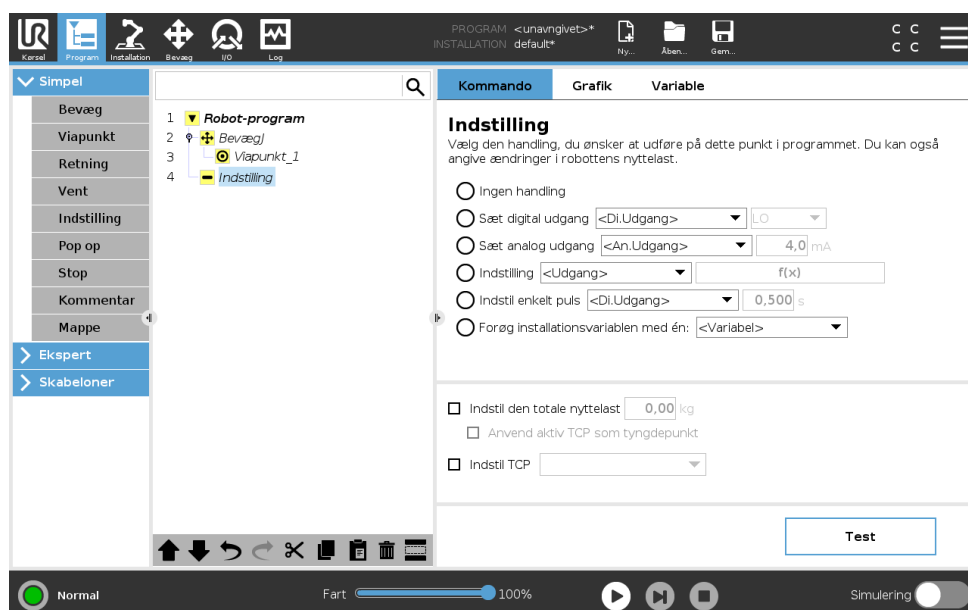 PROGRAM <unavngivet>*
INSTALLATION default*
UR
Kørsel Program Installation Bevæg I/O Log Ny... Åben... Gem...
C C
C C
Simpel
Bevæg
Viapunkt
Retning
Vent
Indstilling
Pop op
Stop
Kommentar
Mappe
Ekspert
Skabeloner
1 Robot-program
2 BevægJ
3 Viapunkt_1
4 Indstilling
Kommando Grafik Variable
Indstilling
Vælg den handling, du ønsker at udføre på dette punkt i programmet. Du kan også
angive ændringer i robottens nyttelast.
Ingen handling
Sæt digital udgang <Di.Udgang> LO
Sæt analog udgang <An.Udgang> 4,0 mA
Indstilling <Udgang> f(x)
Indstil enkelt puls <Di.Udgang> 0,500 s
Forøg installationsvariablen med én: <Variabel>
Indstil den totale nyttelast 0,00 kg
Anvend aktiv TCP som tyngdepunkt
Indstil TCP
Test
Normal Fart 100% Simulering